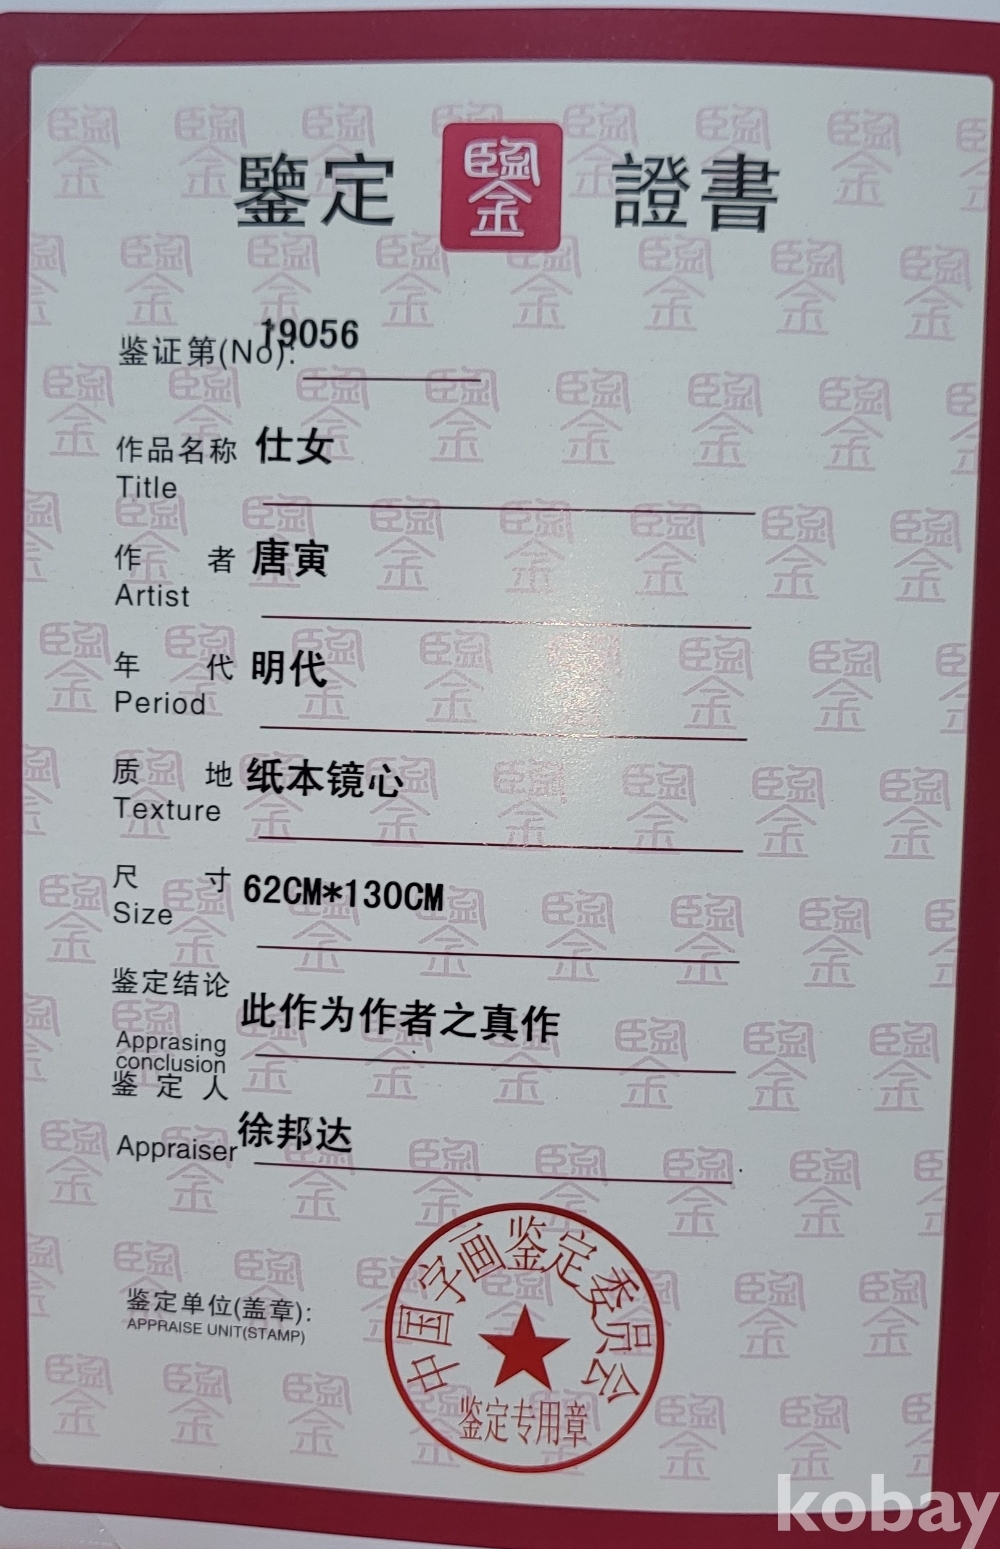 鑒定 鑒 證書
鉴证第(No): 19056
作品名称 仕女
Title
作者 唐寅
Artist
年代 明代
Period
质地 纸本镜心
Texture
尺寸 62CM*130CM
Size
鉴定结论 此作为作者之真作
Apprasing
conclusion
鉴定人 徐邦达
Appraiser
鉴定单位(盖章):
APPRAISE UNIT(STAMP)
中国字画鉴定委员会
鉴定专用章
kobay